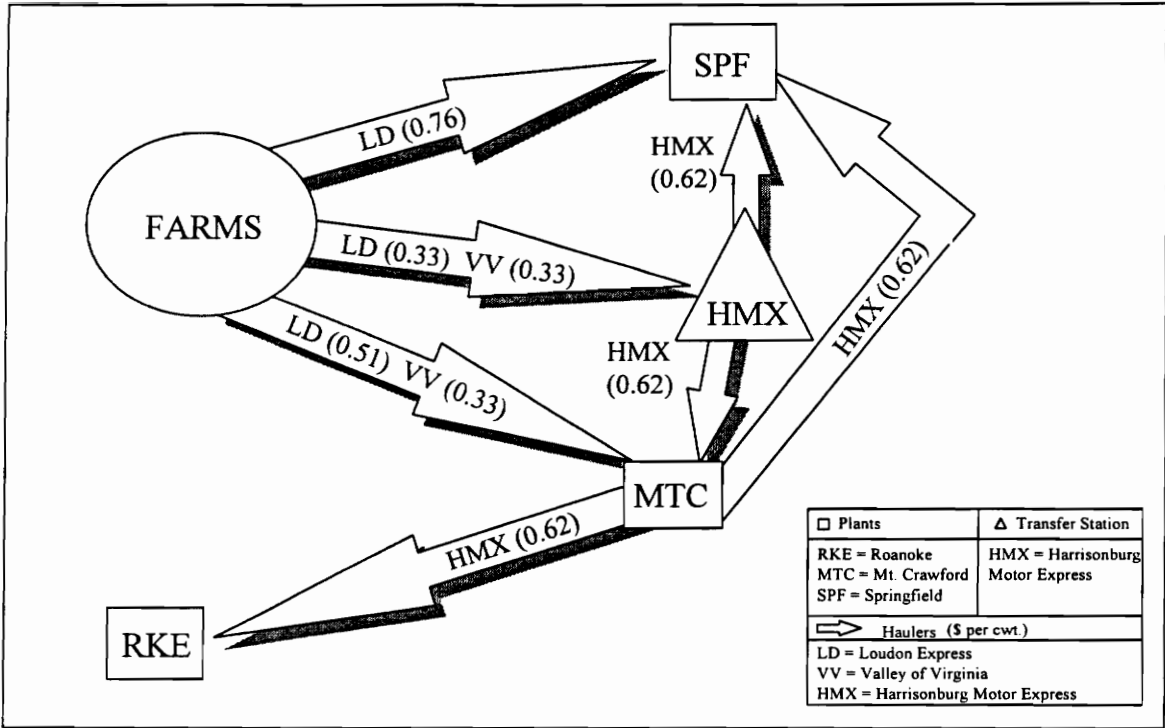 SPF
LD (0.76)
HMX
(0.62)
FARMS
LD (0.33) VV (0.33)
HMX
HMX (0.62)
HMX
(0.62)
LD (0.51) VV (0.33)
MTC
HMX (0.62)
RKE
□ Plants
△ Transfer Station
RKE = Roanoke
MTC = Mt. Crawford
SPF = Springfield
HMX = Harrisonburg
Motor Express
Haulers ($ per cwt.)
LD = Loudon Express
VV = Valley of Virginia
HMX = Harrisonburg Motor Express